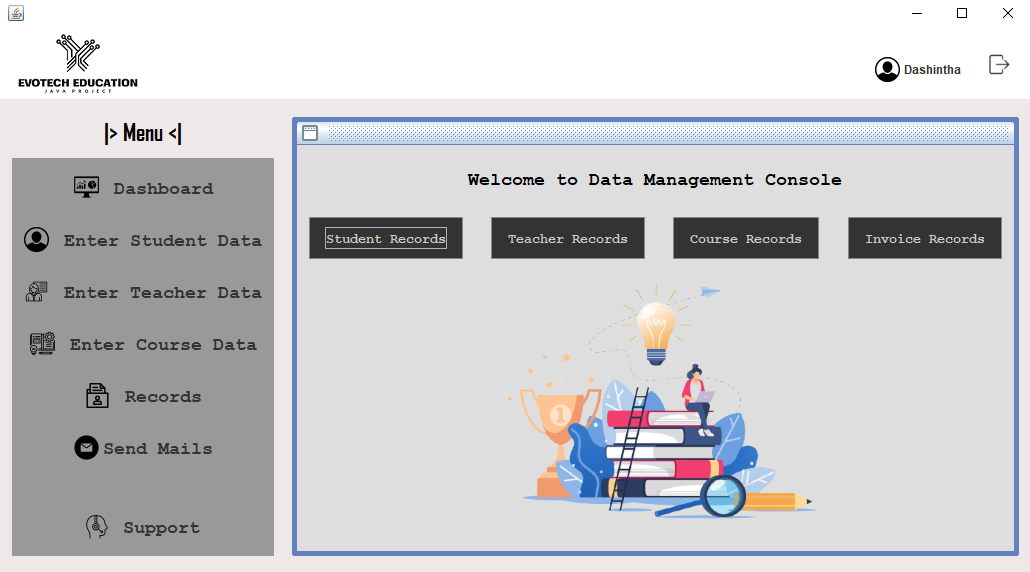 EVOTECH EDUCATION
JAVA PROJECT
Dashintha
|> Menu <|
Dashboard
Enter Student Data
Enter Teacher Data
Enter Course Data
Records
Send Mails
Support
Welcome to Data Management Console
Student Records
Teacher Records
Course Records
Invoice Records
1